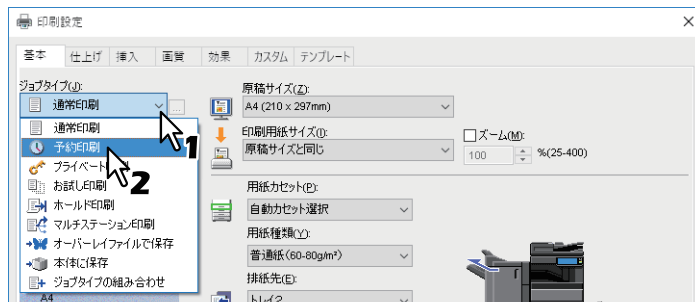 印刷設定
基本 仕上げ 挿入 画質 効果 カスタム テンプレート
ジョブタイプ(J):
通常印刷
...
1
通常印刷
予約印刷
2
プライベート
お試し印刷
ホールド印刷
マルチステーション印刷
オーバーレイファイルで保存
本体に保存
ジョブタイプの組み合わせ
A4
原稿サイズ(Z):
A4 (210 x 297mm)
印刷用紙サイズ(I):
原稿サイズと同じ
ズーム(M):
100 %(25-400)
用紙カセット(P):
自動カセット選択
用紙種類(Y):
普通紙(60-80g/m²)
排紙先(E):
トレイ2